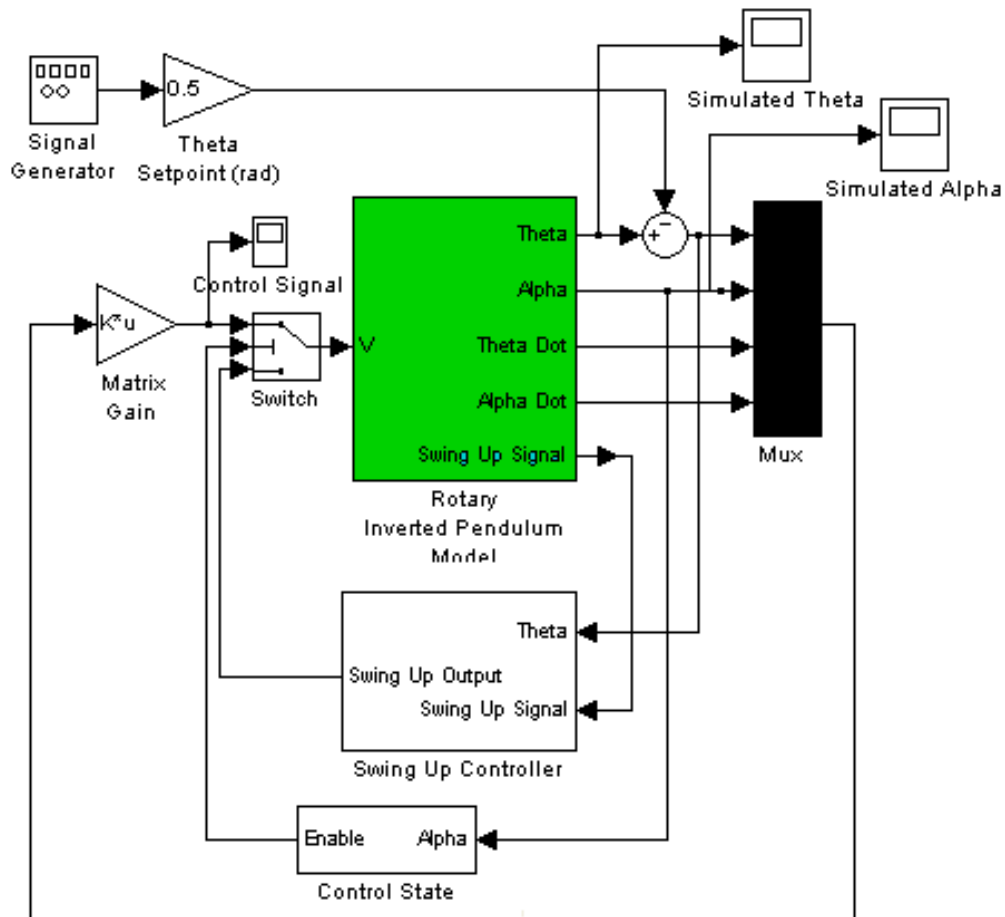 Simulated Theta
0.5
Signal
Generator
Theta
Setpoint (rad)
Simulated Alpha
Control Signal
K*u
Matrix
Gain
Switch
V
Theta
Alpha
Theta Dot
Alpha Dot
Swing Up Signal
Rotary
Inverted Pendulum
Model
Mux
Theta
Swing Up Output
Swing Up Signal
Swing Up Controller
Enable
Alpha
Control State